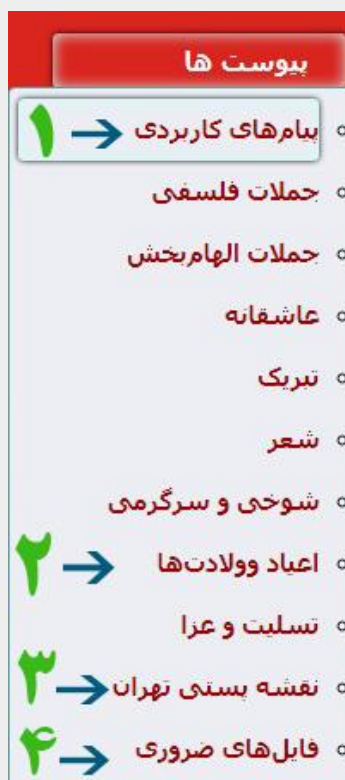 پیوست ها
پیام‌های کاربردی ۱
جملات فلسفی
جملات الهام‌بخش
عاشقانه
تبریک
شعر
شوخی و سرگرمی
اعیاد وولادت‌ها ۲
تسلیت و عزا
نقشه پستی تهران ۳
فایل‌های ضروری ۴